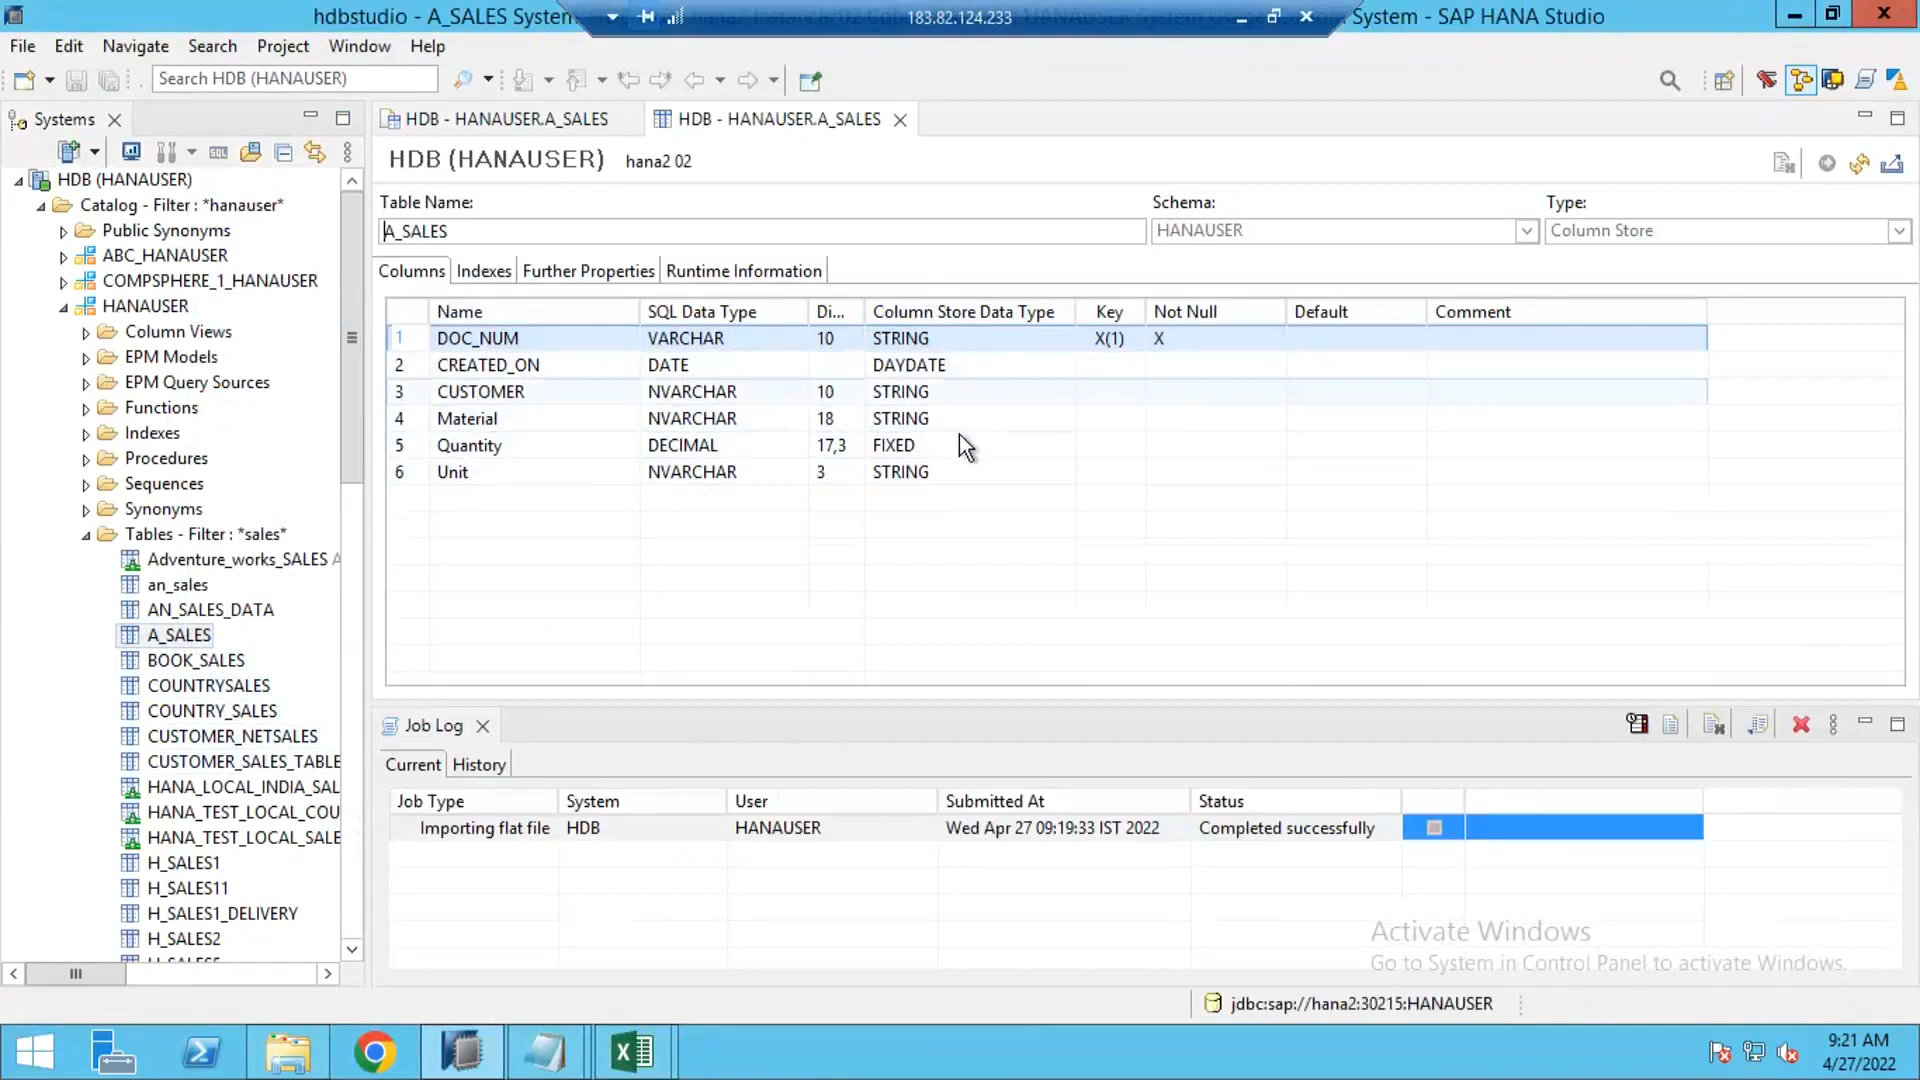 hdbstudio - A_SALES System
183.82.124.233
System - SAP HANA Studio
File Edit Navigate Search Project Window Help
Search HDB (HANAUSER)
Systems
HDB (HANAUSER)
Catalog - Filter : *hanauser*
Public Synonyms
ABC_HANAUSER
COMPSPHERE_1_HANAUSER
HANAUSER
Column Views
EPM Models
EPM Query Sources
Functions
Indexes
Procedures
Sequences
Synonyms
Tables - Filter : *sales*
Adventure_works_SALES
an_sales
AN_SALES_DATA
A_SALES
BOOK_SALES
COUNTRYSALES
COUNTRY_SALES
CUSTOMER_NETSALES
CUSTOMER_SALES_TABLE
HANA_LOCAL_INDIA_SAL
HANA_TEST_LOCAL_COU
HANA_TEST_LOCAL_SALE
H_SALES1
H_SALES11
H_SALES1_DELIVERY
H_SALES2
HDB - HANAUSER.A_SALES HDB - HANAUSER.A_SALES
HDB (HANAUSER) hana2 02
Table Name: Schema: Type:
A_SALES HANAUSER Column Store
Columns Indexes Further Properties Runtime Information
Name SQL Data Type Di... Column Store Data Type Key Not Null Default Comment
1 DOC_NUM VARCHAR 10 STRING X(1) X
2 CREATED_ON DATE DAYDATE
3 CUSTOMER NVARCHAR 10 STRING
4 Material NVARCHAR 18 STRING
5 Quantity DECIMAL 17,3 FIXED
6 Unit NVARCHAR 3 STRING
Job Log
Current History
Job Type System User Submitted At Status
Importing flat file HDB HANAUSER Wed Apr 27 09:19:33 IST 2022 Completed successfully
Activate Windows
Go to System in Control Panel to activate Windows.
jdbc:sap://hana2:30215:HANAUSER
9:21 AM
4/27/2022